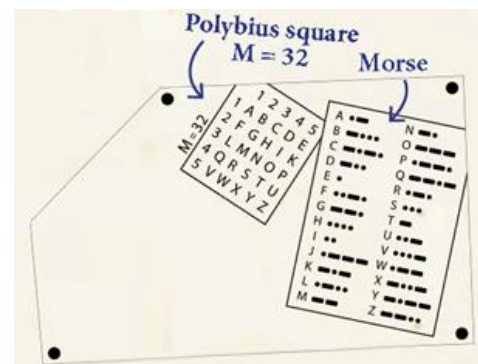 Polybius square
M = 32
Morse
M=32
1 2 3 4 5
1 A B C D E
2 F G H I K
3 L M N O P
4 Q R S T U
5 V W X Y Z
A •–
B –•••
C –•–•
D –••
E •
F ••–•
G ––•
H ••••
I ••
J •–––
K –•–
L •–••
M ––
N –•
O –––
P •––•
Q ––•–
R •–•
S •••
T –
U ••–
V •••–
W •––
X –••–
Y –•––
Z ––••